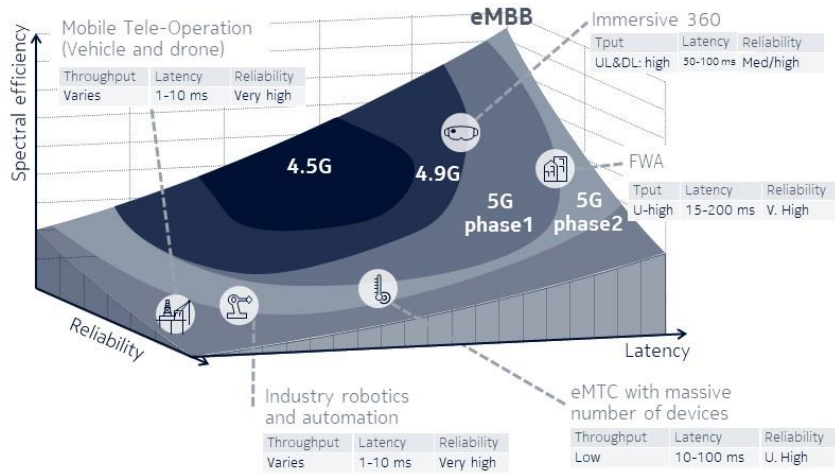 eMBB
Mobile Tele-Operation
(Vehicle and drone)
Throughput Latency Reliability
Varies 1-10 ms Very high
Immersive 360
Tput Latency Reliability
UL&DL: high 50-100 ms Med/high
Spectral efficiency
4.5G
4.9G
5G
phase1
5G
phase2
FWA
Tput Latency Reliability
U-high 15-200 ms V. High
Reliability
Latency
Industry robotics
and automation
Throughput Latency Reliability
Varies 1-10 ms Very high
eMTC with massive
number of devices
Throughput Latency Reliability
Low 10-100 ms U. High